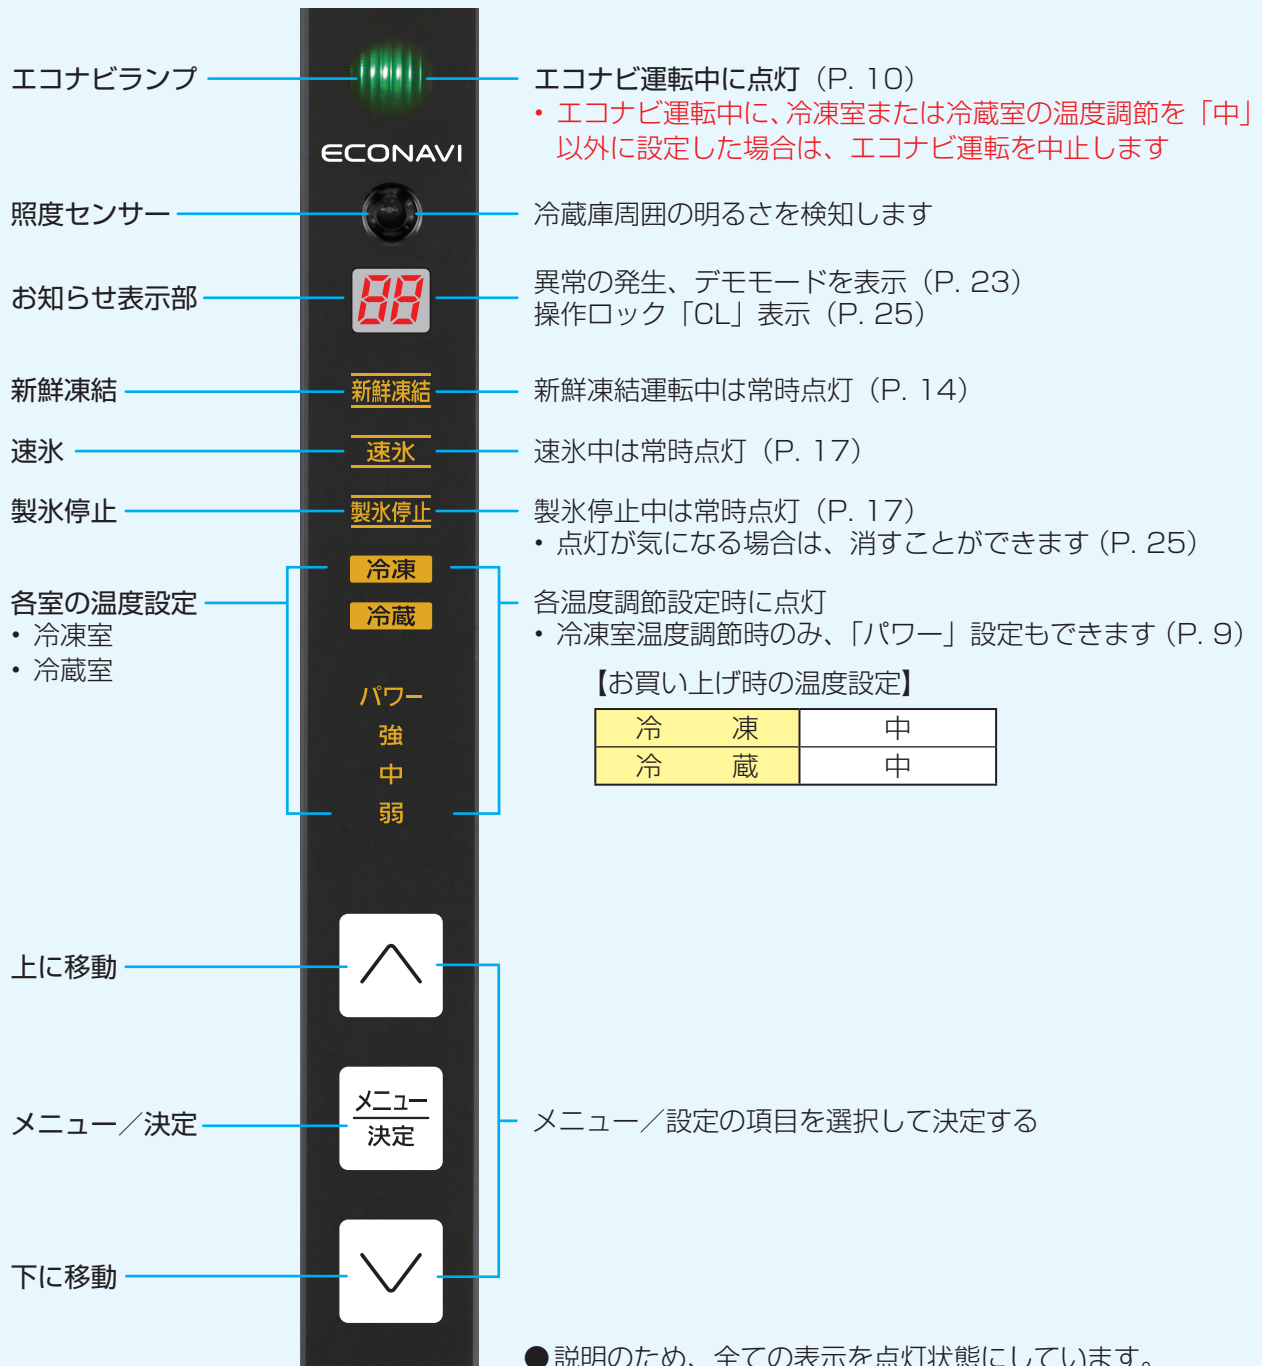 エコナビランプ
エコナビ運転中に点灯（P. 10）
・エコナビ運転中に、冷凍室または冷蔵室の温度調節を「中」
以外に設定した場合は、エコナビ運転を中止します
ECONAVI
照度センサー
冷蔵庫周囲の明るさを検知します
お知らせ表示部
88
異常の発生、デモモードを表示（P. 23）
操作ロック「CL」表示（P. 25）
新鮮凍結
新鮮凍結
新鮮凍結運転中は常時点灯（P. 14）
速氷
速氷
速氷中は常時点灯（P. 17）
製氷停止
製氷停止
製氷停止中は常時点灯（P. 17）
・点灯が気になる場合は、消すことができます（P. 25）
各室の温度設定
・冷凍室
・冷蔵室
冷凍
冷蔵
パワー
強
中
弱
各温度調節設定時に点灯
・冷凍室温度調節時のみ、「パワー」設定もできます（P. 9）
【お買い上げ時の温度設定】
冷　凍　中
冷　蔵　中
上に移動
メニュー／決定
メニュー
決定
メニュー／設定の項目を選択して決定する
下に移動
●説明のため、全ての表示を点灯状態にしています。